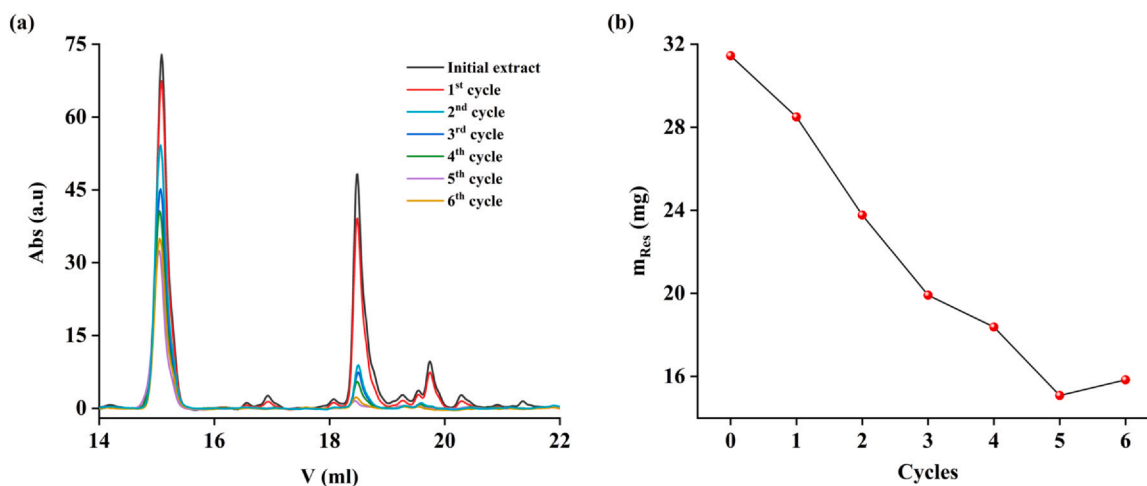 (a)
75
60
45
30
15
0
Abs (a.u)
14 16 18 20 22
V (ml)
Initial extract
1st cycle
2nd cycle
3rd cycle
4th cycle
5th cycle
6th cycle
(b)
32
28
24
20
16
mRes (mg)
0 1 2 3 4 5 6
Cycles